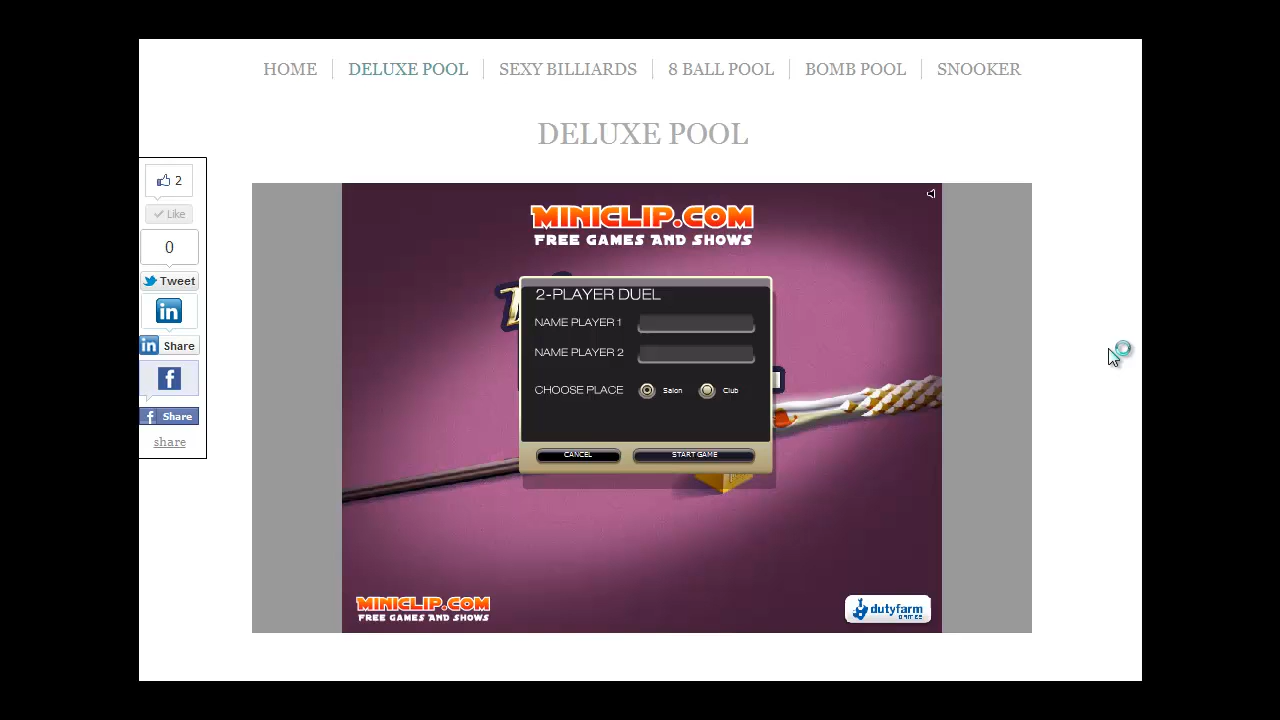 HOME DELUXE POOL SEXY BILLIARDS 8 BALL POOL BOMB POOL SNOOKER
DELUXE POOL
2
Like
0
Tweet
in
in Share
f
f Share
share
MINICLIP.COM
FREE GAMES AND SHOWS
2-PLAYER DUEL
NAME PLAYER 1
NAME PLAYER 2
CHOOSE PLACE Salon Club
CANCEL START GAME
MINICLIP.COM
FREE GAMES AND SHOWS
dutyfarm
GAMES